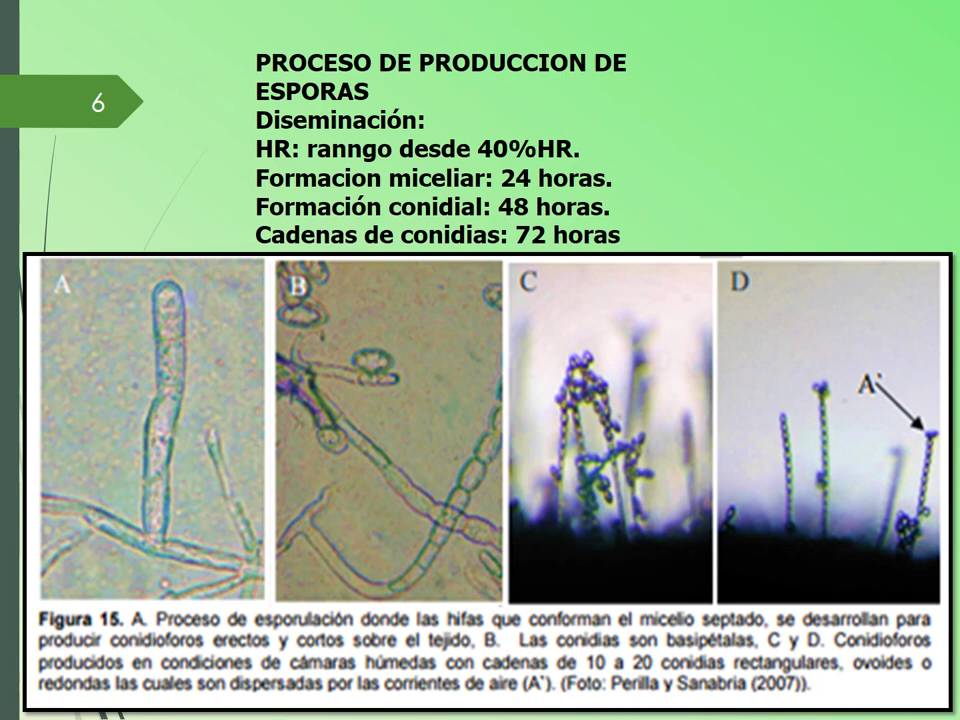 6
PROCESO DE PRODUCCION DE
ESPORAS
Diseminación:
HR: ranngo desde 40%HR.
Formacion miceliar: 24 horas.
Formación conidial: 48 horas.
Cadenas de conidias: 72 horas
A
B
C
D
A`
Figura 15. A. Proceso de esporulación donde las hifas que conforman el micelio septado, se desarrollan para
producir conidioforos erectos y cortos sobre el tejido, B. Las conidias son basipétalas, C y D. Conidioforos
producidos en condiciones de cámaras húmedas con cadenas de 10 a 20 conidias rectangulares, ovoides o
redondas las cuales son dispersadas por las corrientes de aire (A`). (Foto: Perilla y Sanabria (2007)).